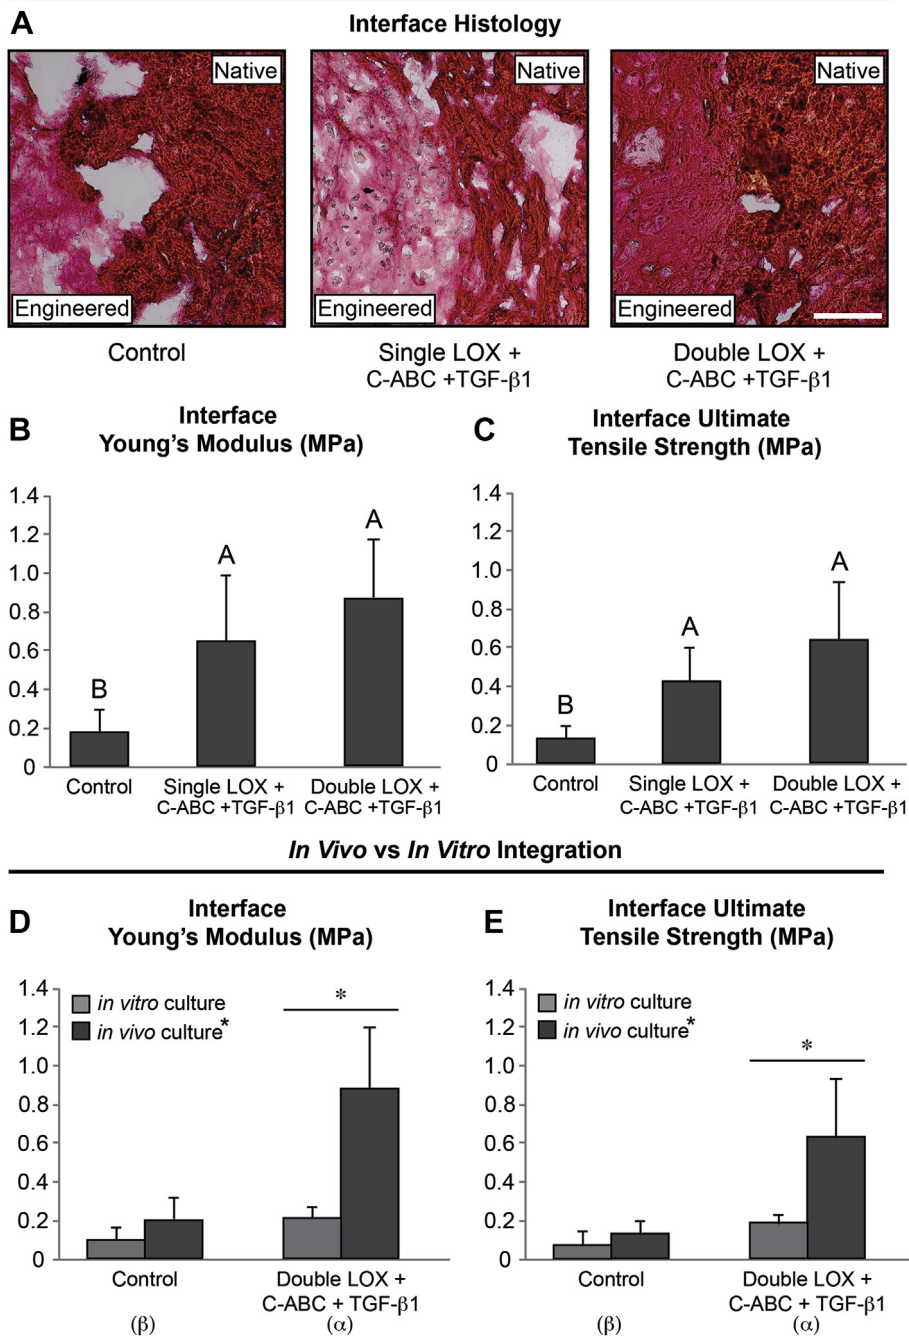 A
Interface Histology
Native
Native
Native
Engineered
Engineered
Engineered
Control
Single LOX +
C-ABC +TGF-β1
Double LOX +
C-ABC +TGF-β1
B
Interface
Young's Modulus (MPa)
1.4
1.2
1.0
0.8
0.6
0.4
0.2
0
B
A
A
Control
Single LOX +
C-ABC +TGF-β1
Double LOX +
C-ABC +TGF-β1
C
Interface Ultimate
Tensile Strength (MPa)
1.4
1.2
1.0
0.8
0.6
0.4
0.2
0
B
A
A
Control
Single LOX +
C-ABC +TGF-β1
Double LOX +
C-ABC +TGF-β1
In Vivo vs In Vitro Integration
D
Interface
Young's Modulus (MPa)
1.4
1.2
1.0
0.8
0.6
0.4
0.2
0
in vitro culture
in vivo culture*
*
Control
(β)
Double LOX +
C-ABC + TGF-β1
(α)
E
Interface Ultimate
Tensile Strength (MPa)
1.4
1.2
1.0
0.8
0.6
0.4
0.2
0
in vitro culture
in vivo culture*
*
Control
(β)
Double LOX +
C-ABC + TGF-β1
(α)